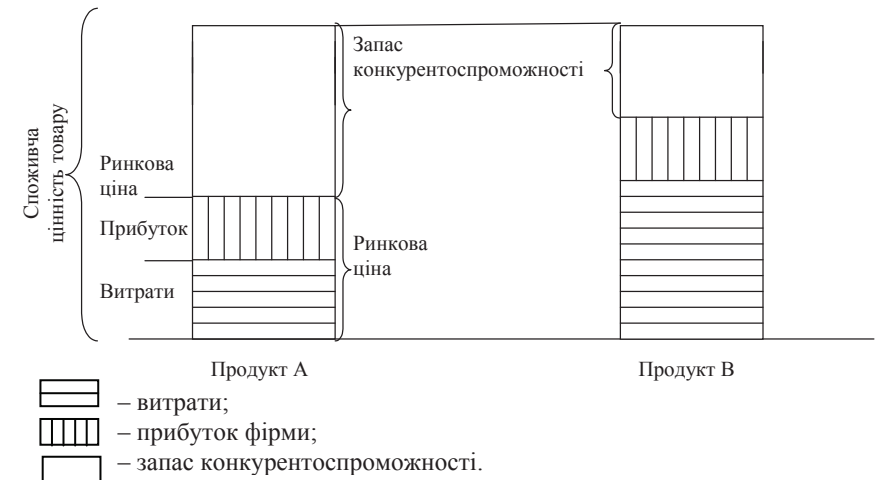 Споживча
цінність товару
Запас
конкурентоспроможності
Ринкова
ціна
Прибуток
Витрати
Ринкова
ціна
Продукт А
Продукт В
– витрати;
– прибуток фірми;
– запас конкурентоспроможності.